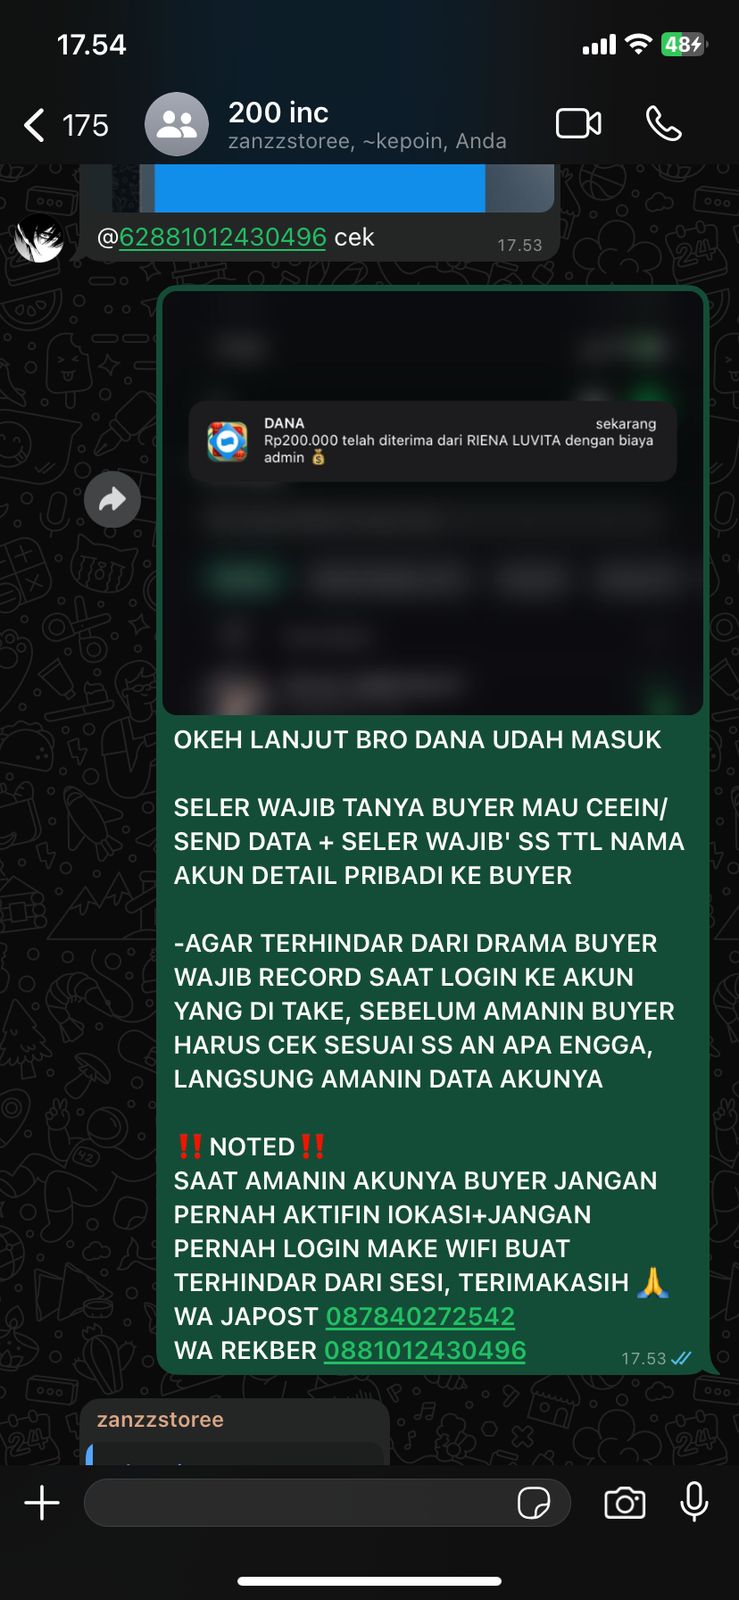 17.54
48
175
200 inc
zanzzstoree, ~kepoin, Anda
@62881012430496 cek
17.53
DANA
sekarang
Rp200.000 telah diterima dari RIENA LUVITA dengan biaya
admin 💰
OKEH LANJUT BRO DANA UDAH MASUK
SELER WAJIB TANYA BUYER MAU CEEIN/
SEND DATA + SELER WAJIB' SS TTL NAMA
AKUN DETAIL PRIBADI KE BUYER
-AGAR TERHINDAR DARI DRAMA BUYER
WAJIB RECORD SAAT LOGIN KE AKUN
YANG DI TAKE, SEBELUM AMANIN BUYER
HARUS CEK SESUAI SS AN APA ENGGA,
LANGSUNG AMANIN DATA AKUNYA
‼️NOTED‼️
SAAT AMANIN AKUNYA BUYER JANGAN
PERNAH AKTIFIN lOKASI+JANGAN
PERNAH LOGIN MAKE WIFI BUAT
TERHINDAR DARI SESI, TERIMAKASIH 🙏
WA JAPOST 087840272542
WA REKBER 0881012430496
17.53
zanzzstoree